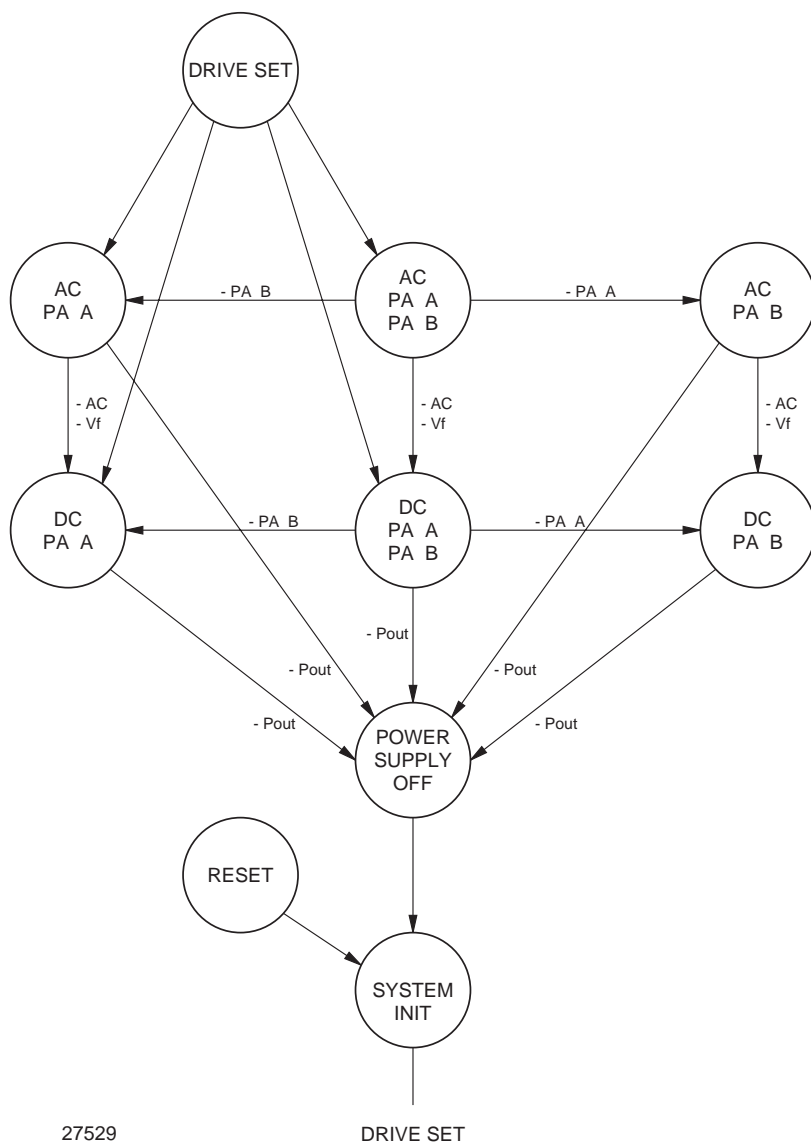 DRIVE SET
AC
PA A
- PA B
AC
PA A
PA B
- PA A
AC
PA B
- AC
- Vf
- AC
- Vf
- AC
- Vf
DC
PA A
- PA B
DC
PA A
PA B
- PA A
DC
PA B
- Pout
- Pout
- Pout
- Pout
- Pout
POWER
SUPPLY
OFF
RESET
SYSTEM
INIT
27529
DRIVE SET